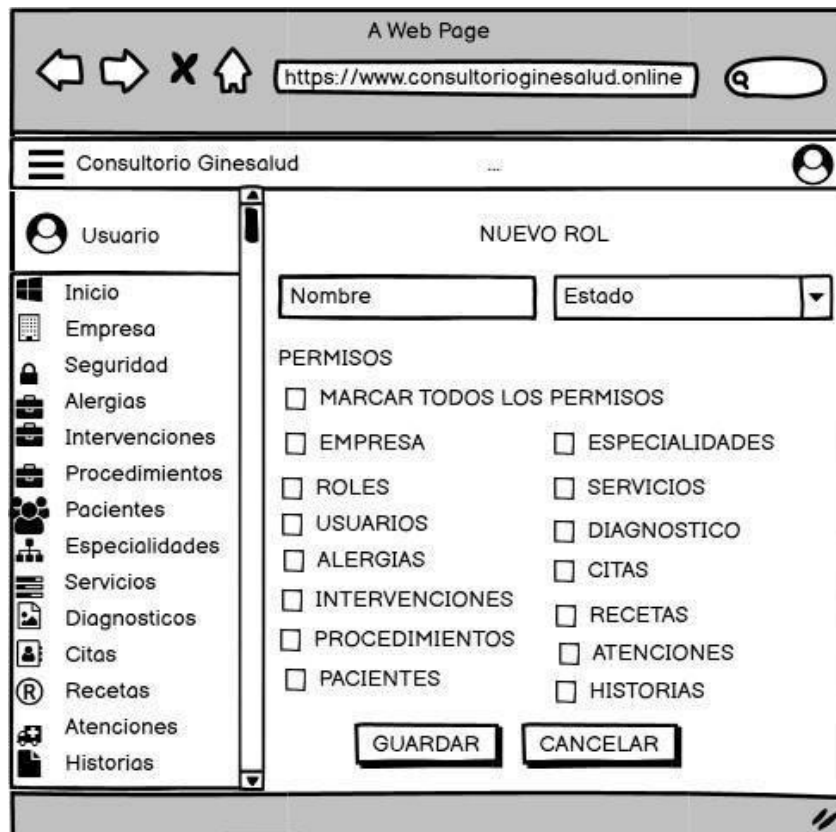 A Web Page
https://www.consultorioginesalud.online
Consultorio Ginesalud
...
Usuario
Inicio
Empresa
Seguridad
Alergias
Intervenciones
Procedimientos
Pacientes
Especialidades
Servicios
Diagnosticos
Citas
R Recetas
Atenciones
Historias
NUEVO ROL
Nombre
Estado
PERMISOS
MARCAR TODOS LOS PERMISOS
EMPRESA
ROLES
USUARIOS
ALERGIAS
INTERVENCIONES
PROCEDIMIENTOS
PACIENTES
ESPECIALIDADES
SERVICIOS
DIAGNOSTICO
CITAS
RECETAS
ATENCIONES
HISTORIAS
GUARDAR
CANCELAR